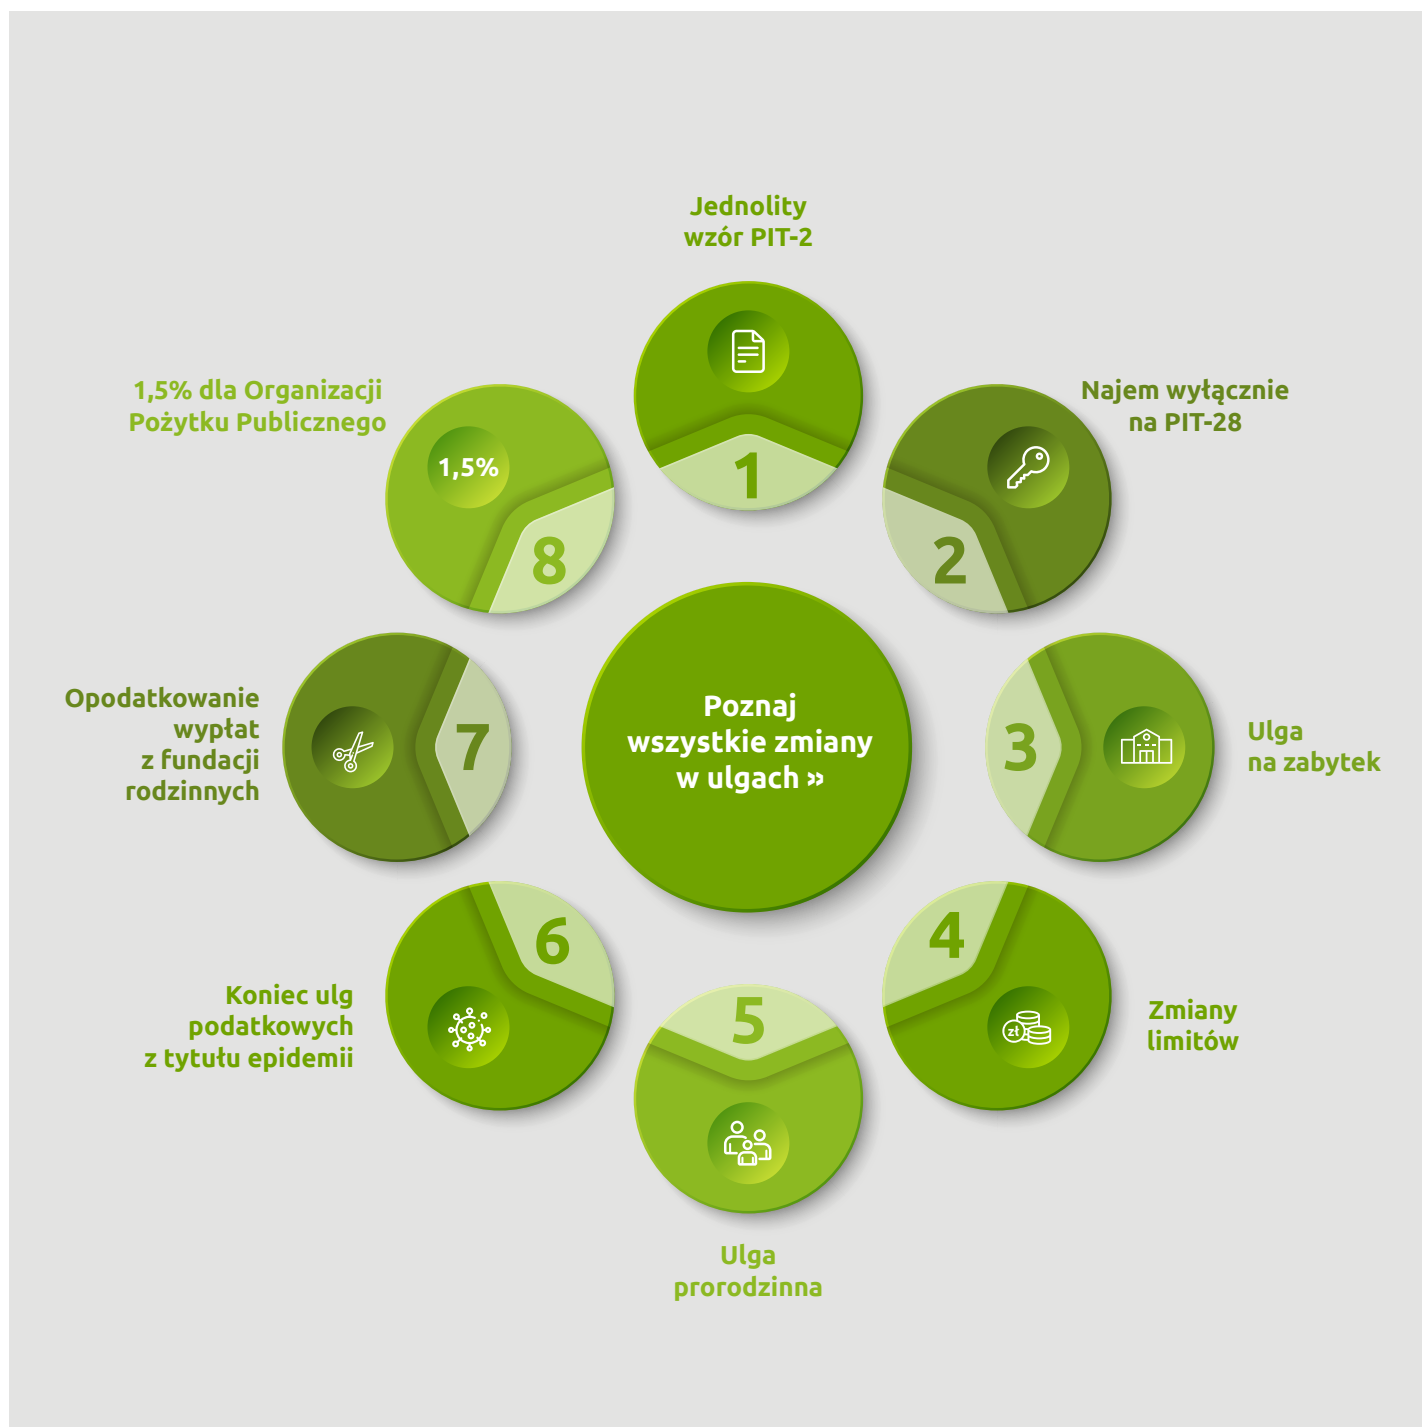 Jednolity
wzór PIT-2
1
Najem wyłącznie
na PIT-28
2
Ulga
na zabytek
3
Zmiany
limitów
zł
4
Ulga
prorodzinna
5
Koniec ulg
podatkowych
z tytułu epidemii
6
Opodatkowanie
wypłat
z fundacji
rodzinnych
7
1,5% dla Organizacji
Pożytku Publicznego
1,5%
8
Poznaj
wszystkie zmiany
w ulgach »